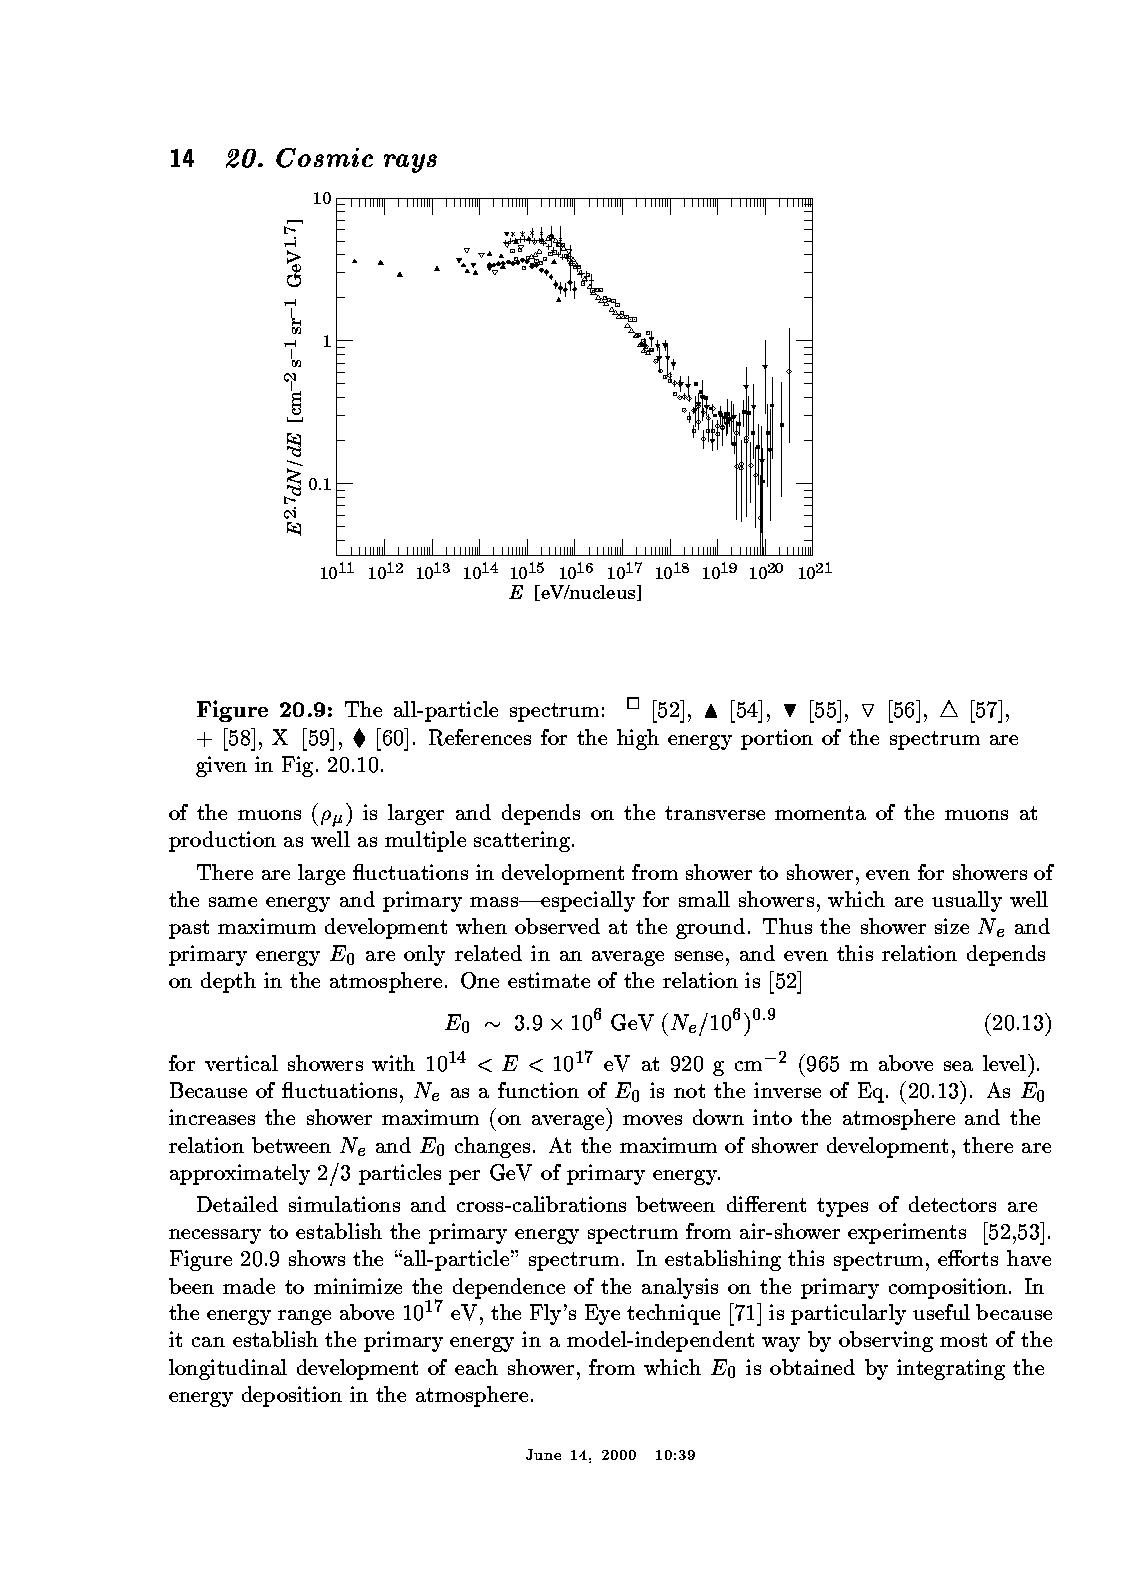 14 20. Cosmic rays
10
1
0.1
E^2.7 dN/dE [cm^−2 s^−1 sr^−1 GeV^1.7]
10^11 10^12 10^13 10^14 10^15 10^16 10^17 10^18 10^19 10^20 10^21
E [eV/nucleus]
Figure 20.9: The all-particle spectrum: □ [52], ▲ [54], ▼ [55], ▽ [56], △ [57],
+ [58], X [59], ♦ [60]. References for the high energy portion of the spectrum are
given in Fig. 20.10.
of the muons (ρ_μ) is larger and depends on the transverse momenta of the muons at
production as well as multiple scattering.
There are large fluctuations in development from shower to shower, even for showers of
the same energy and primary mass—especially for small showers, which are usually well
past maximum development when observed at the ground. Thus the shower size N_e and
primary energy E_0 are only related in an average sense, and even this relation depends
on depth in the atmosphere. One estimate of the relation is [52]
E_0 ∼ 3.9 × 10^6 GeV (N_e/10^6)^0.9 (20.13)
for vertical showers with 10^14 < E < 10^17 eV at 920 g cm^−2 (965 m above sea level).
Because of fluctuations, N_e as a function of E_0 is not the inverse of Eq. (20.13). As E_0
increases the shower maximum (on average) moves down into the atmosphere and the
relation between N_e and E_0 changes. At the maximum of shower development, there are
approximately 2/3 particles per GeV of primary energy.
Detailed simulations and cross-calibrations between different types of detectors are
necessary to establish the primary energy spectrum from air-shower experiments [52,53].
Figure 20.9 shows the “all-particle” spectrum. In establishing this spectrum, efforts have
been made to minimize the dependence of the analysis on the primary composition. In
the energy range above 10^17 eV, the Fly’s Eye technique [71] is particularly useful because
it can establish the primary energy in a model-independent way by observing most of the
longitudinal development of each shower, from which E_0 is obtained by integrating the
energy deposition in the atmosphere.
June 14, 2000 10:39